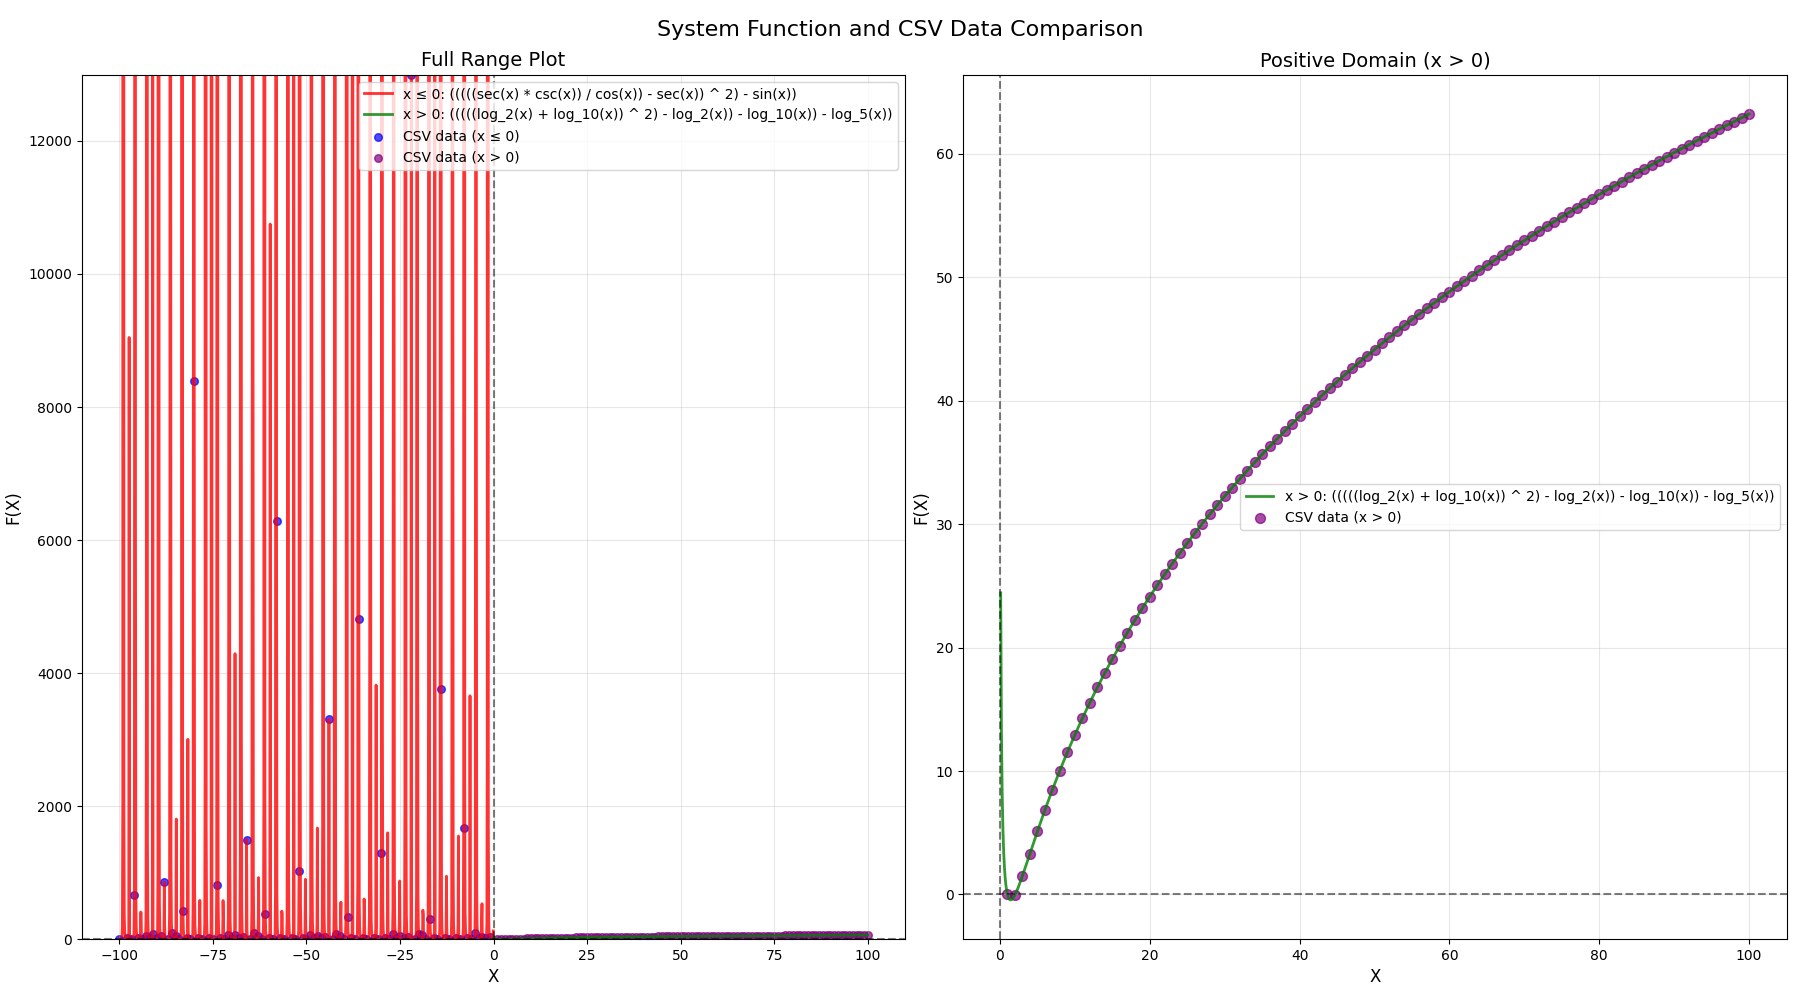 System Function and CSV Data Comparison
Full Range Plot
x ≤ 0: (((((sec(x) * csc(x)) / cos(x)) - sec(x)) ^ 2) - sin(x))
x > 0: (((((log_2(x) + log_10(x)) ^ 2) - log_2(x)) - log_10(x)) - log_5(x))
CSV data (x ≤ 0)
CSV data (x > 0)
12000
10000
8000
6000
4000
2000
0
F(X)
−100 −75 −50 −25 0 25 50 75 100
X
Positive Domain (x > 0)
x > 0: (((((log_2(x) + log_10(x)) ^ 2) - log_2(x)) - log_10(x)) - log_5(x))
CSV data (x > 0)
60
50
40
30
20
10
0
F(X)
0 20 40 60 80 100
X